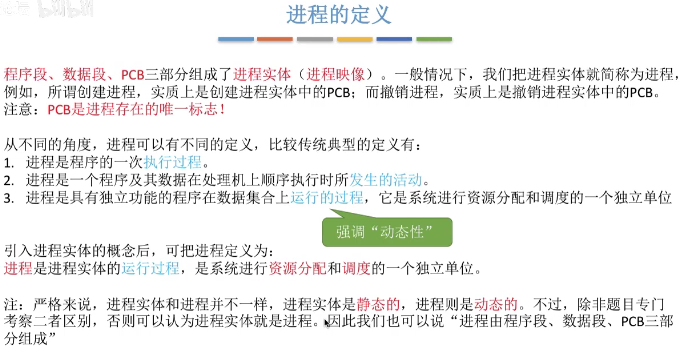 进程的定义
程序段、数据段、PCB三部分组成了进程实体（进程映像）。一般情况下，我们把进程实体就简称为进程，
例如，所谓创建进程，实质上是创建进程实体中的PCB；而撤销进程，实质上是撤销进程实体中的PCB。
注意：PCB是进程存在的唯一标志！
从不同的角度，进程可以有不同的定义，比较传统典型的定义有：
1. 进程是程序的一次执行过程。
2. 进程是一个程序及其数据在处理机上顺序执行时所发生的活动。
3. 进程是具有独立功能的程序在数据集合上运行的过程，它是系统进行资源分配和调度的一个独立单位
强调“动态性”
引入进程实体的概念后，可把进程定义为：
进程是进程实体的运行过程，是系统进行资源分配和调度的一个独立单位。
注：严格来说，进程实体和进程并不一样，进程实体是静态的，进程则是动态的。不过，除非题目专门
考察二者区别，否则可以认为进程实体就是进程。因此我们也可以说“进程由程序段、数据段、PCB三部
分组成”